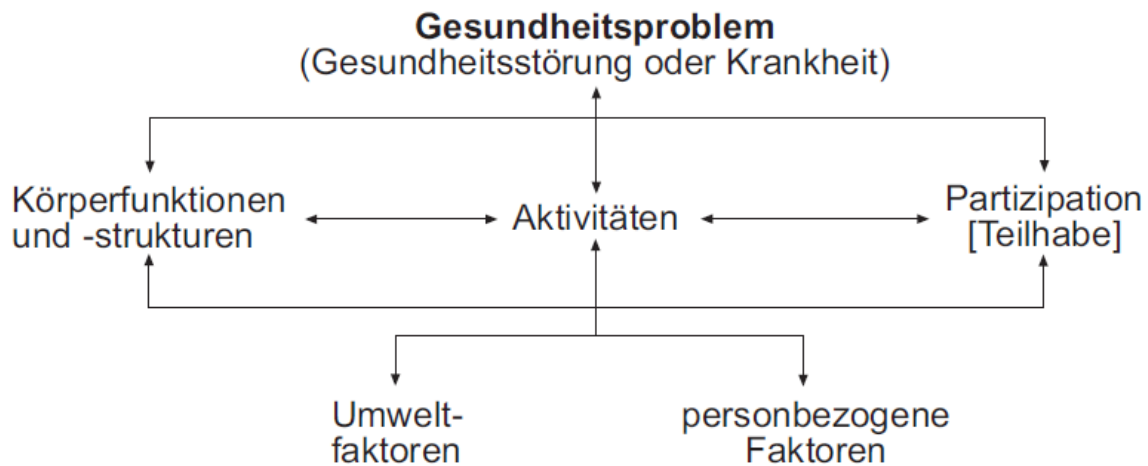 Gesundheitsproblem
(Gesundheitsstörung oder Krankheit)
Körperfunktionen
und -strukturen
Aktivitäten
Partizipation
[Teilhabe]
Umwelt-
faktoren
personbezogene
Faktoren